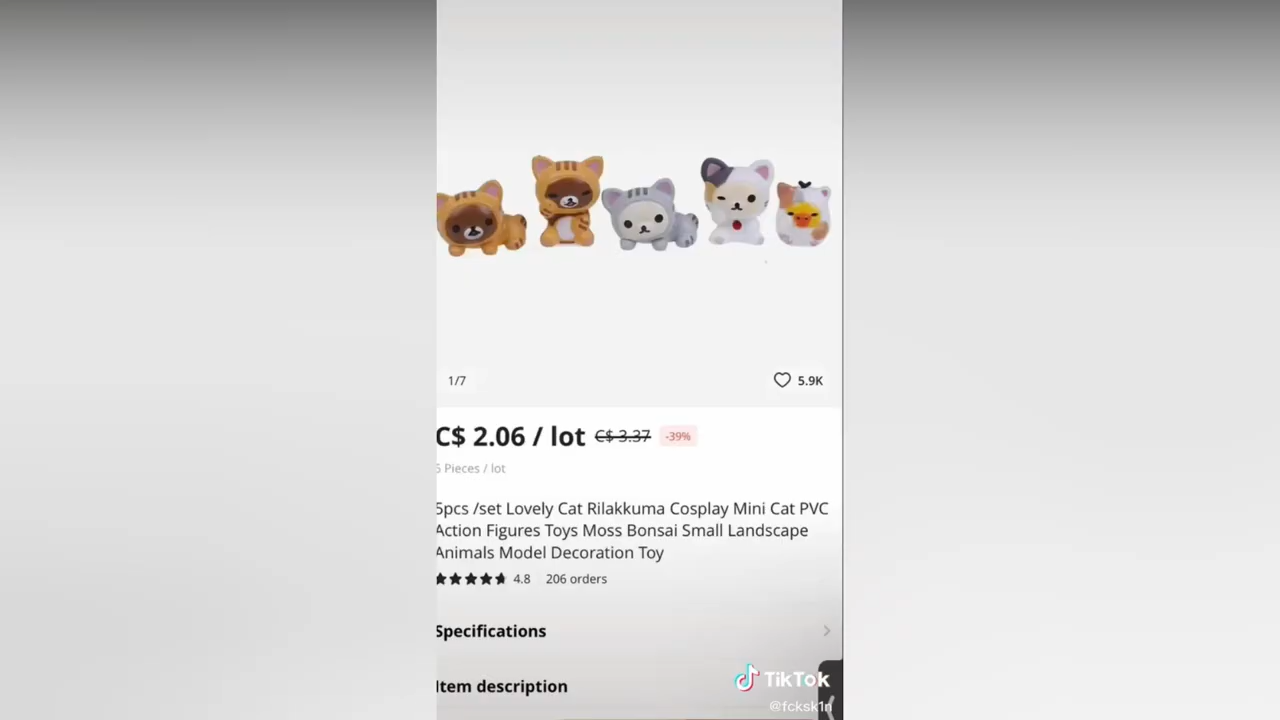 1/7
5.9K
C$ 2.06 / lot C$ 3.37 -39%
5 Pieces / lot
5pcs /set Lovely Cat Rilakkuma Cosplay Mini Cat PVC
Action Figures Toys Moss Bonsai Small Landscape
Animals Model Decoration Toy
4.8 206 orders
Specifications
Item description
TikTok
@fcksk1n